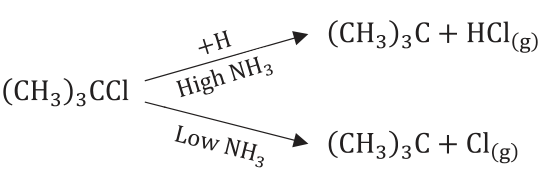 +H
(CH₃)₃C + HCl₍g₎
High NH₃
(CH₃)₃CCl
Low NH₃
(CH₃)₃C + Cl₍g₎